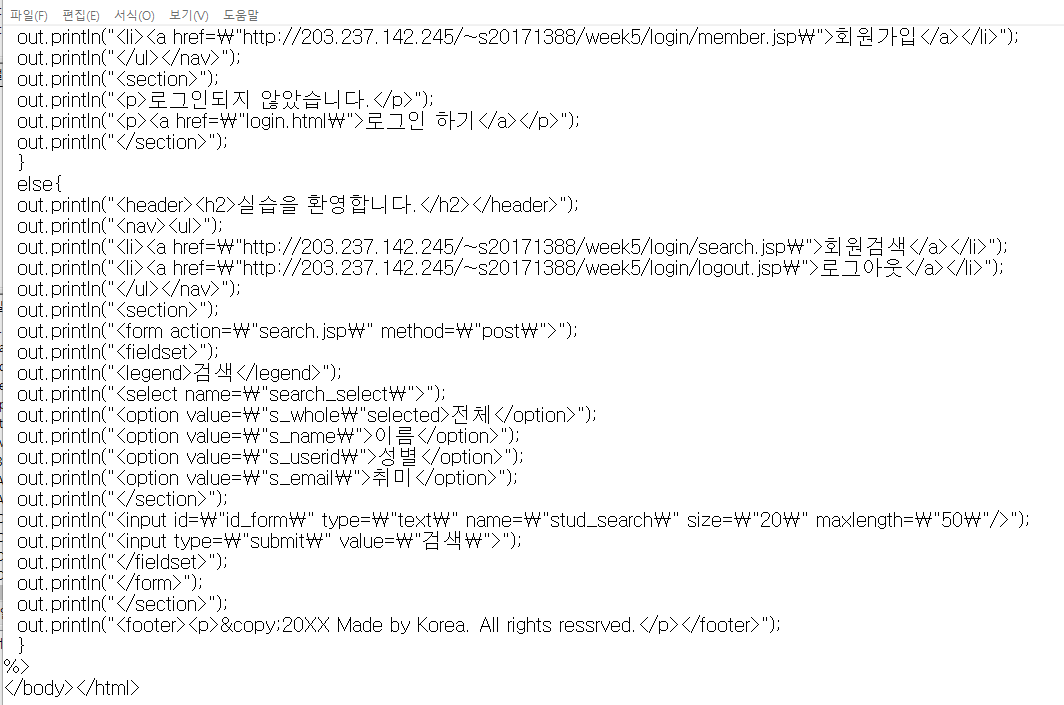 파일(F) 편집(E) 서식(O) 보기(V) 도움말
out.println("<li><a href=₩"http://203.237.142.245/~s20171388/week5/login/member.jsp₩">회원가입</a></li>");
out.println("</ul></nav>");
out.println("<section>");
out.println("<p>로그인되지 않았습니다.</p>");
out.println("<p><a href=₩"login.html₩">로그인 하기</a></p>");
out.println("</section>");
}
else{
out.println("<header><h2>실습을 환영합니다.</h2></header>");
out.println("<nav><ul>");
out.println("<li><a href=₩"http://203.237.142.245/~s20171388/week5/login/search.jsp₩">회원검색</a></li>");
out.println("<li><a href=₩"http://203.237.142.245/~s20171388/week5/login/logout.jsp₩">로그아웃</a></li>");
out.println("</ul></nav>");
out.println("<section>");
out.println("<form action=₩"search.jsp₩" method=₩"post₩">");
out.println("<fieldset>");
out.println("<legend>검색</legend>");
out.println("<select name=₩"search_select₩">");
out.println("<option value=₩"s_whole₩"selected>전체</option>");
out.println("<option value=₩"s_name₩">이름</option>");
out.println("<option value=₩"s_userid₩">성별</option>");
out.println("<option value=₩"s_email₩">취미</option>");
out.println("</section>");
out.println("<input id=₩"id_form₩" type=₩"text₩" name=₩"stud_search₩" size=₩"20₩" maxlength=₩"50₩"/>");
out.println("<input type=₩"submit₩" value=₩"검색₩">");
out.println("</fieldset>");
out.println("</form>");
out.println("</section>");
out.println("<footer><p>&copy;20XX Made by Korea. All rights ressrved.</p></footer>");
}
%>
</body></html>